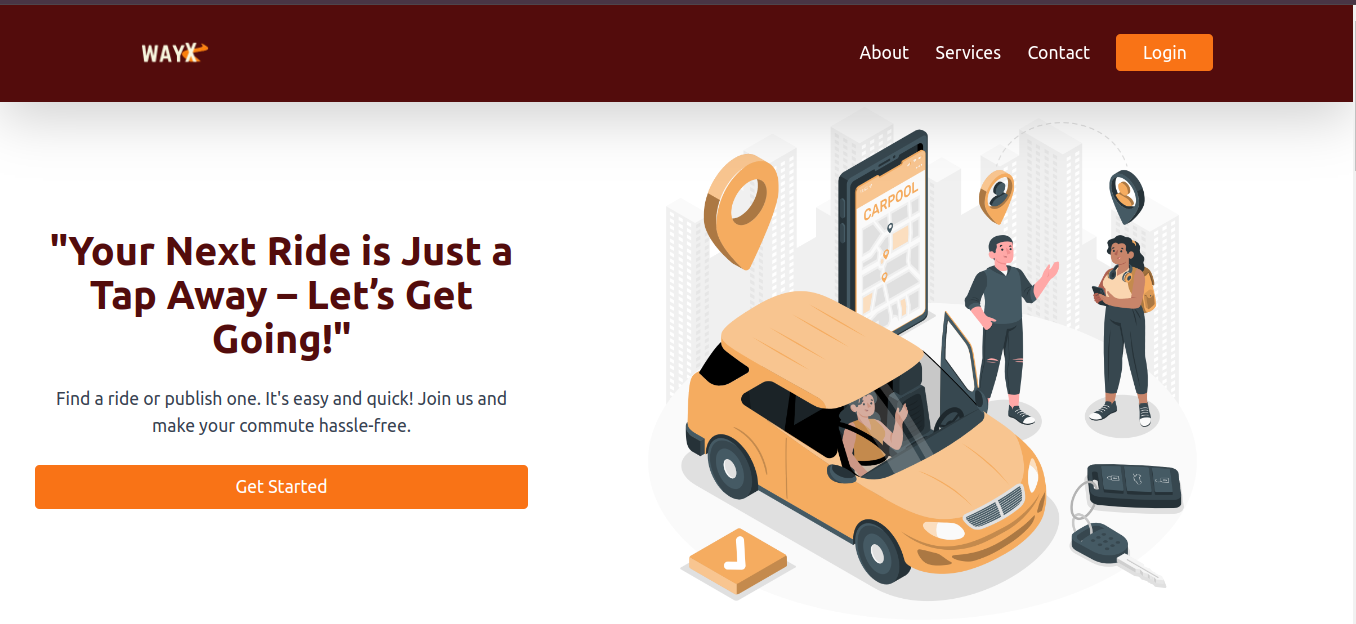 WAYX
About Services Contact Login
CARPOOL
"Your Next Ride is Just a
Tap Away – Let’s Get
Going!"
Find a ride or publish one. It's easy and quick! Join us and
make your commute hassle-free.
Get Started